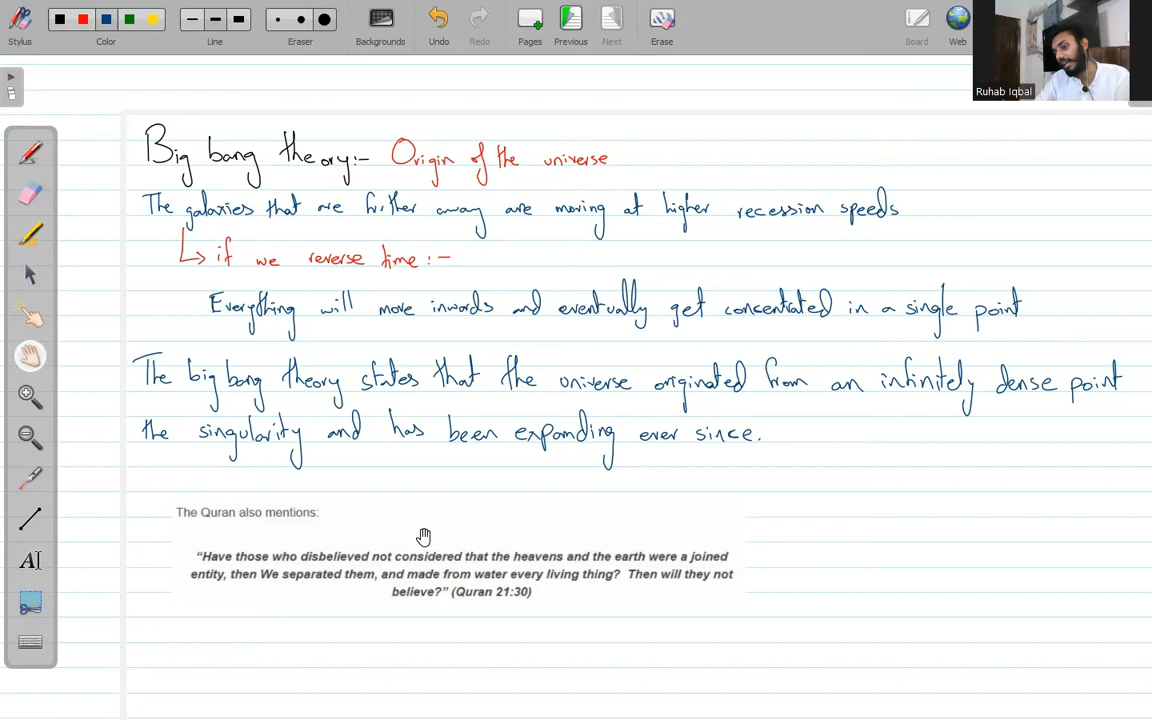 Stylus
Color
Line
Eraser
Backgrounds
Undo
Redo
Pages
Previous
Next
Erase
Board
Web
Ruhab Iqbal
Big bang theory:- Origin of the universe
The galaxies that are further away are moving at higher recession speeds
if we reverse time:-
Everything will move inwards and eventually get concentrated in a single point
The big bang theory states that the universe originated from an infinitely dense point
the singularity and has been expanding ever since.
The Quran also mentions:
“Have those who disbelieved not considered that the heavens and the earth were a joined
entity, then We separated them, and made from water every living thing? Then will they not
believe?” (Quran 21:30)
A